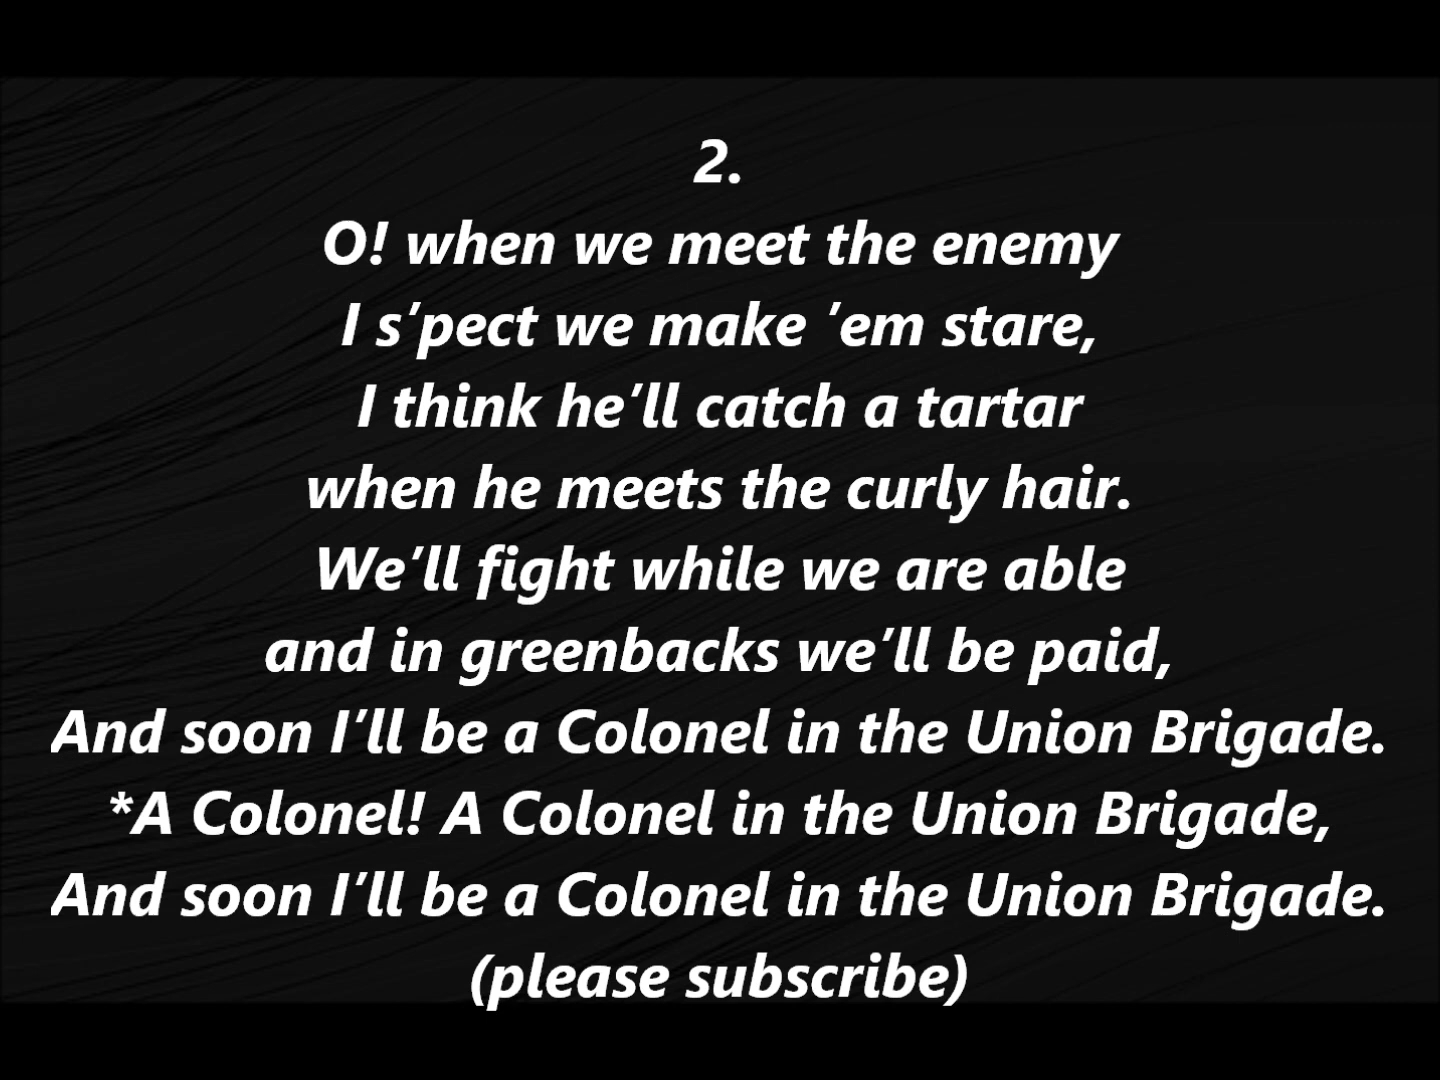 2.
O! when we meet the enemy
I s’pect we make ’em stare,
I think he’ll catch a tartar
when he meets the curly hair.
We’ll fight while we are able
and in greenbacks we’ll be paid,
And soon I’ll be a Colonel in the Union Brigade.
*A Colonel! A Colonel in the Union Brigade,
And soon I’ll be a Colonel in the Union Brigade.
(please subscribe)